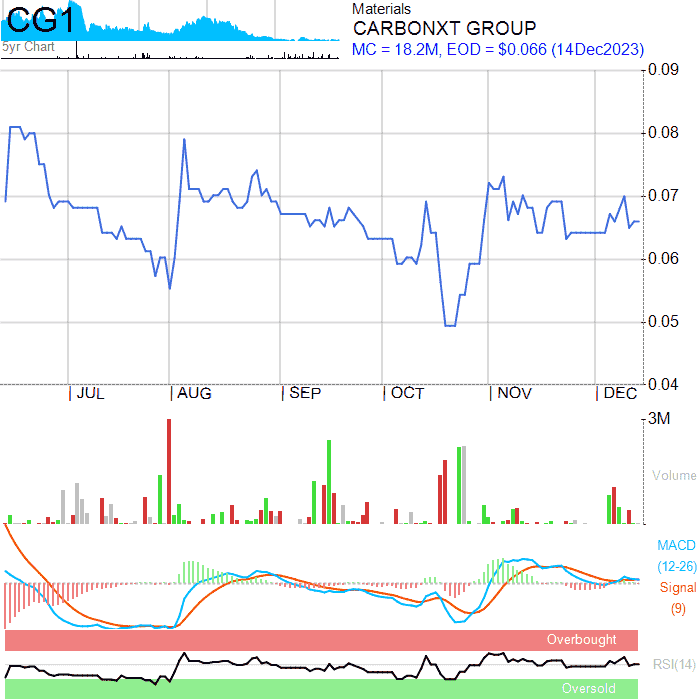 CG1
5yr Chart
Materials
CARBONXT GROUP
MC = 18.2M, EOD = $0.066 (14Dec2023)
0.09
0.08
0.07
0.06
0.05
0.04
JUL AUG SEP OCT NOV DEC
3M
Volume
MACD
(12-26)
Signal
(9)
Overbought
RSI(14)
Oversold